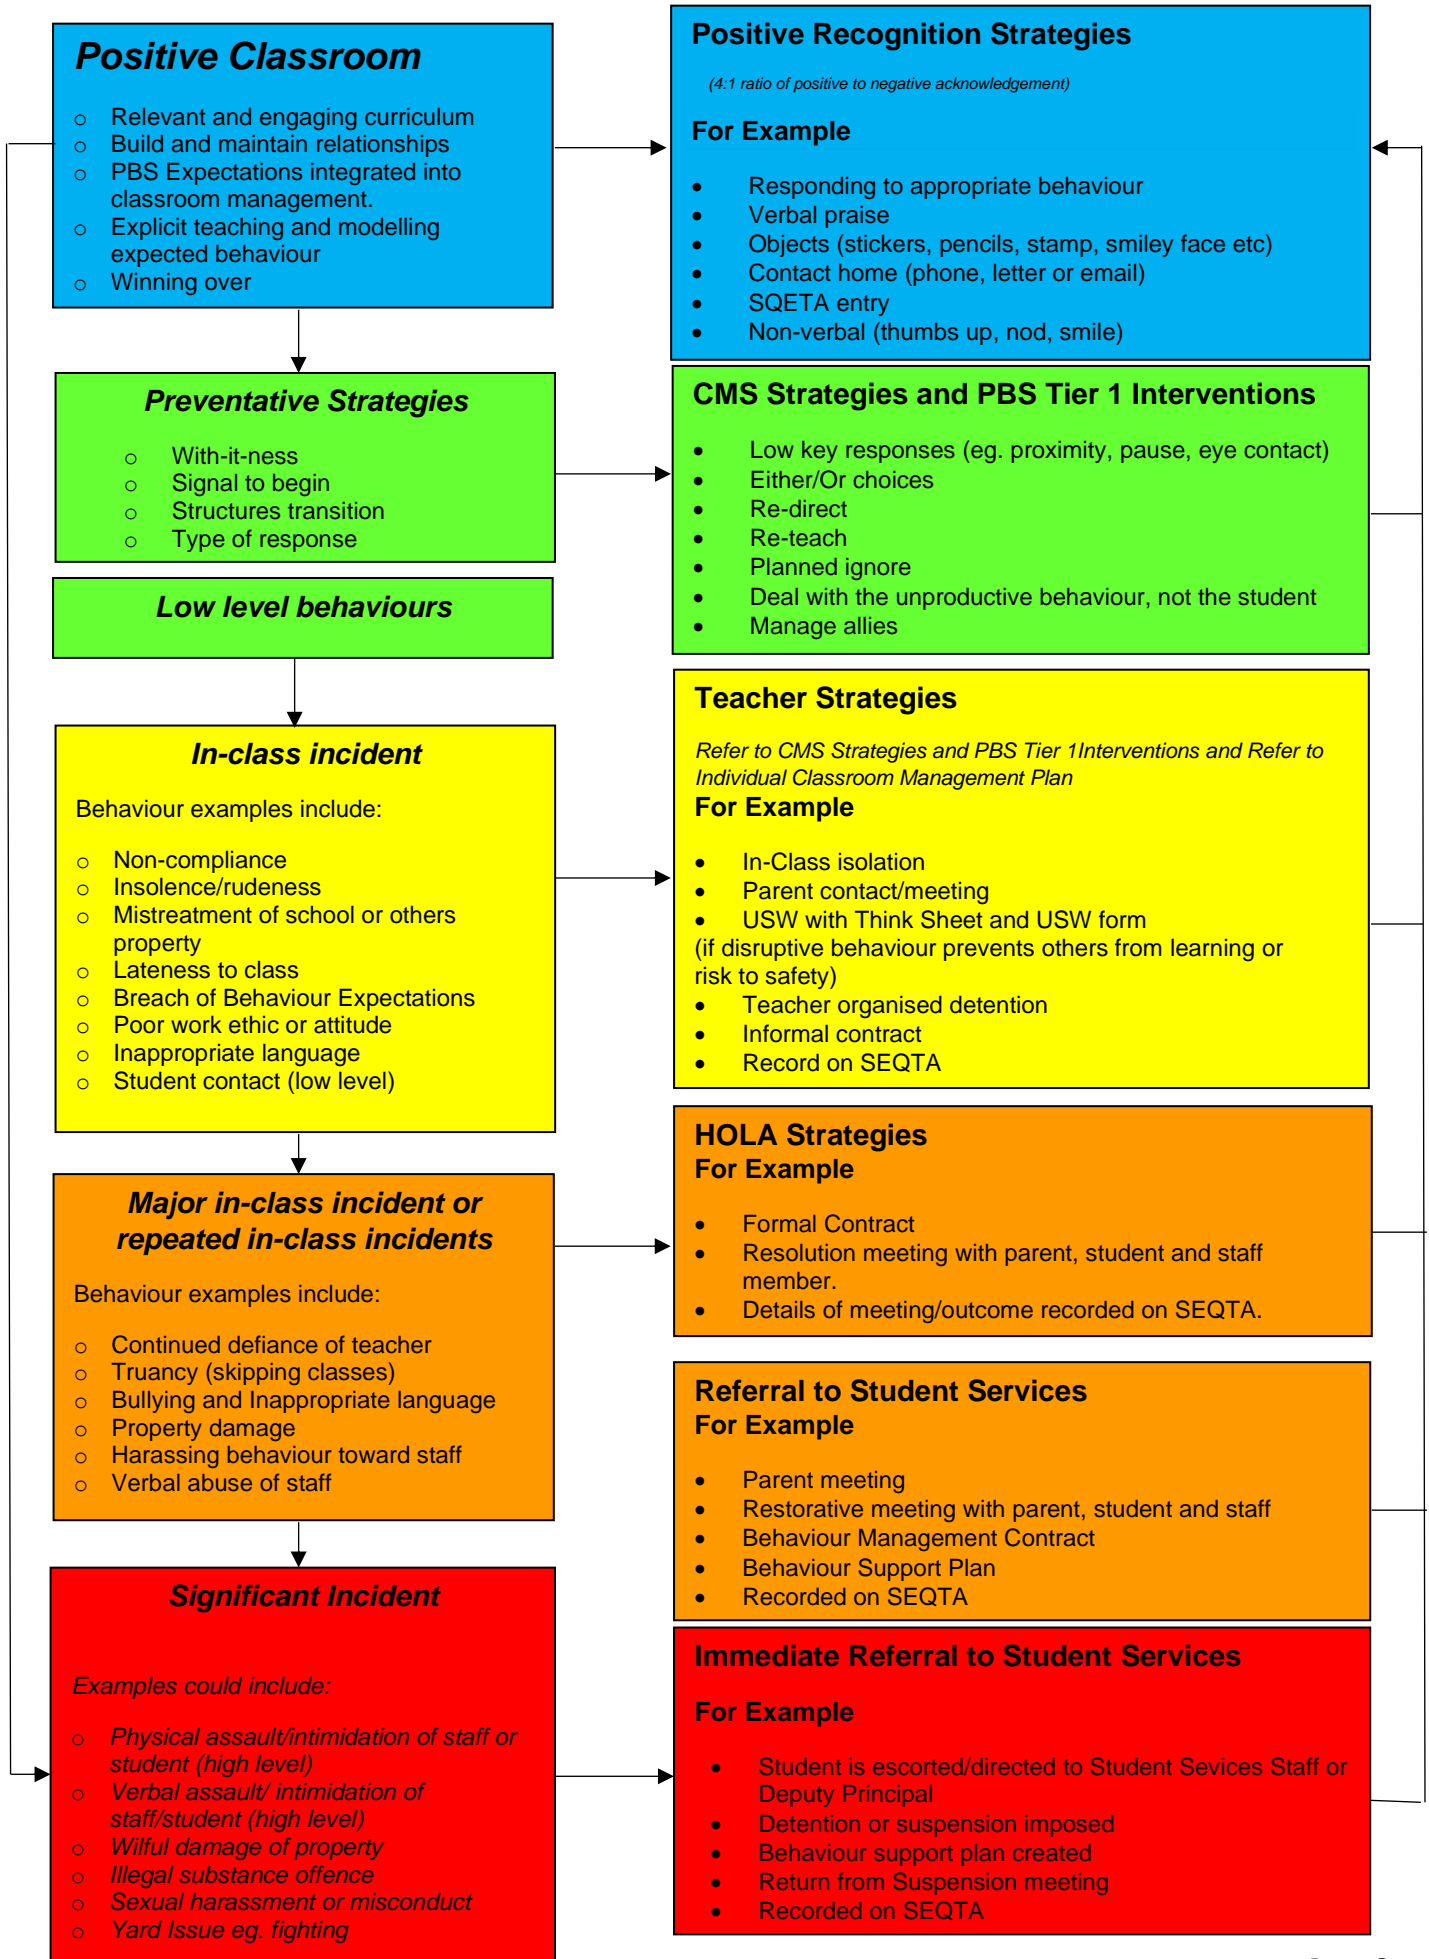 Positive Classroom
o Relevant and engaging curriculum
o Build and maintain relationships
o PBS Expectations integrated into
classroom management.
o Explicit teaching and modelling
expected behaviour
o Winning over
Positive Recognition Strategies
(4:1 ratio of positive to negative acknowledgement)
For Example
• Responding to appropriate behaviour
• Verbal praise
• Objects (stickers, pencils, stamp, smiley face etc)
• Contact home (phone, letter or email)
• SQETA entry
• Non-verbal (thumbs up, nod, smile)
Preventative Strategies
o With-it-ness
o Signal to begin
o Structures transition
o Type of response
Low level behaviours
CMS Strategies and PBS Tier 1 Interventions
• Low key responses (eg. proximity, pause, eye contact)
• Either/Or choices
• Re-direct
• Re-teach
• Planned ignore
• Deal with the unproductive behaviour, not the student
• Manage allies
In-class incident
Behaviour examples include:
o Non-compliance
o Insolence/rudeness
o Mistreatment of school or others
property
o Lateness to class
o Breach of Behaviour Expectations
o Poor work ethic or attitude
o Inappropriate language
o Student contact (low level)
Teacher Strategies
Refer to CMS Strategies and PBS Tier 1Interventions and Refer to
Individual Classroom Management Plan
For Example
• In-Class isolation
• Parent contact/meeting
• USW with Think Sheet and USW form
(if disruptive behaviour prevents others from learning or
risk to safety)
• Teacher organised detention
• Informal contract
• Record on SEQTA
Major in-class incident or
repeated in-class incidents
Behaviour examples include:
o Continued defiance of teacher
o Truancy (skipping classes)
o Bullying and Inappropriate language
o Property damage
o Harassing behaviour toward staff
o Verbal abuse of staff
HOLA Strategies
For Example
• Formal Contract
• Resolution meeting with parent, student and staff
member.
• Details of meeting/outcome recorded on SEQTA.
Referral to Student Services
For Example
• Parent meeting
• Restorative meeting with parent, student and staff
• Behaviour Management Contract
• Behaviour Support Plan
• Recorded on SEQTA
Significant Incident
Examples could include:
o Physical assault/intimidation of staff or
student (high level)
o Verbal assault/ intimidation of
staff/student (high level)
o Wilful damage of property
o Illegal substance offence
o Sexual harassment or misconduct
o Yard Issue eg. fighting
Immediate Referral to Student Services
For Example
• Student is escorted/directed to Student Sevices Staff or
Deputy Principal
• Detention or suspension imposed
• Behaviour support plan created
• Return from Suspension meeting
• Recorded on SEQTA